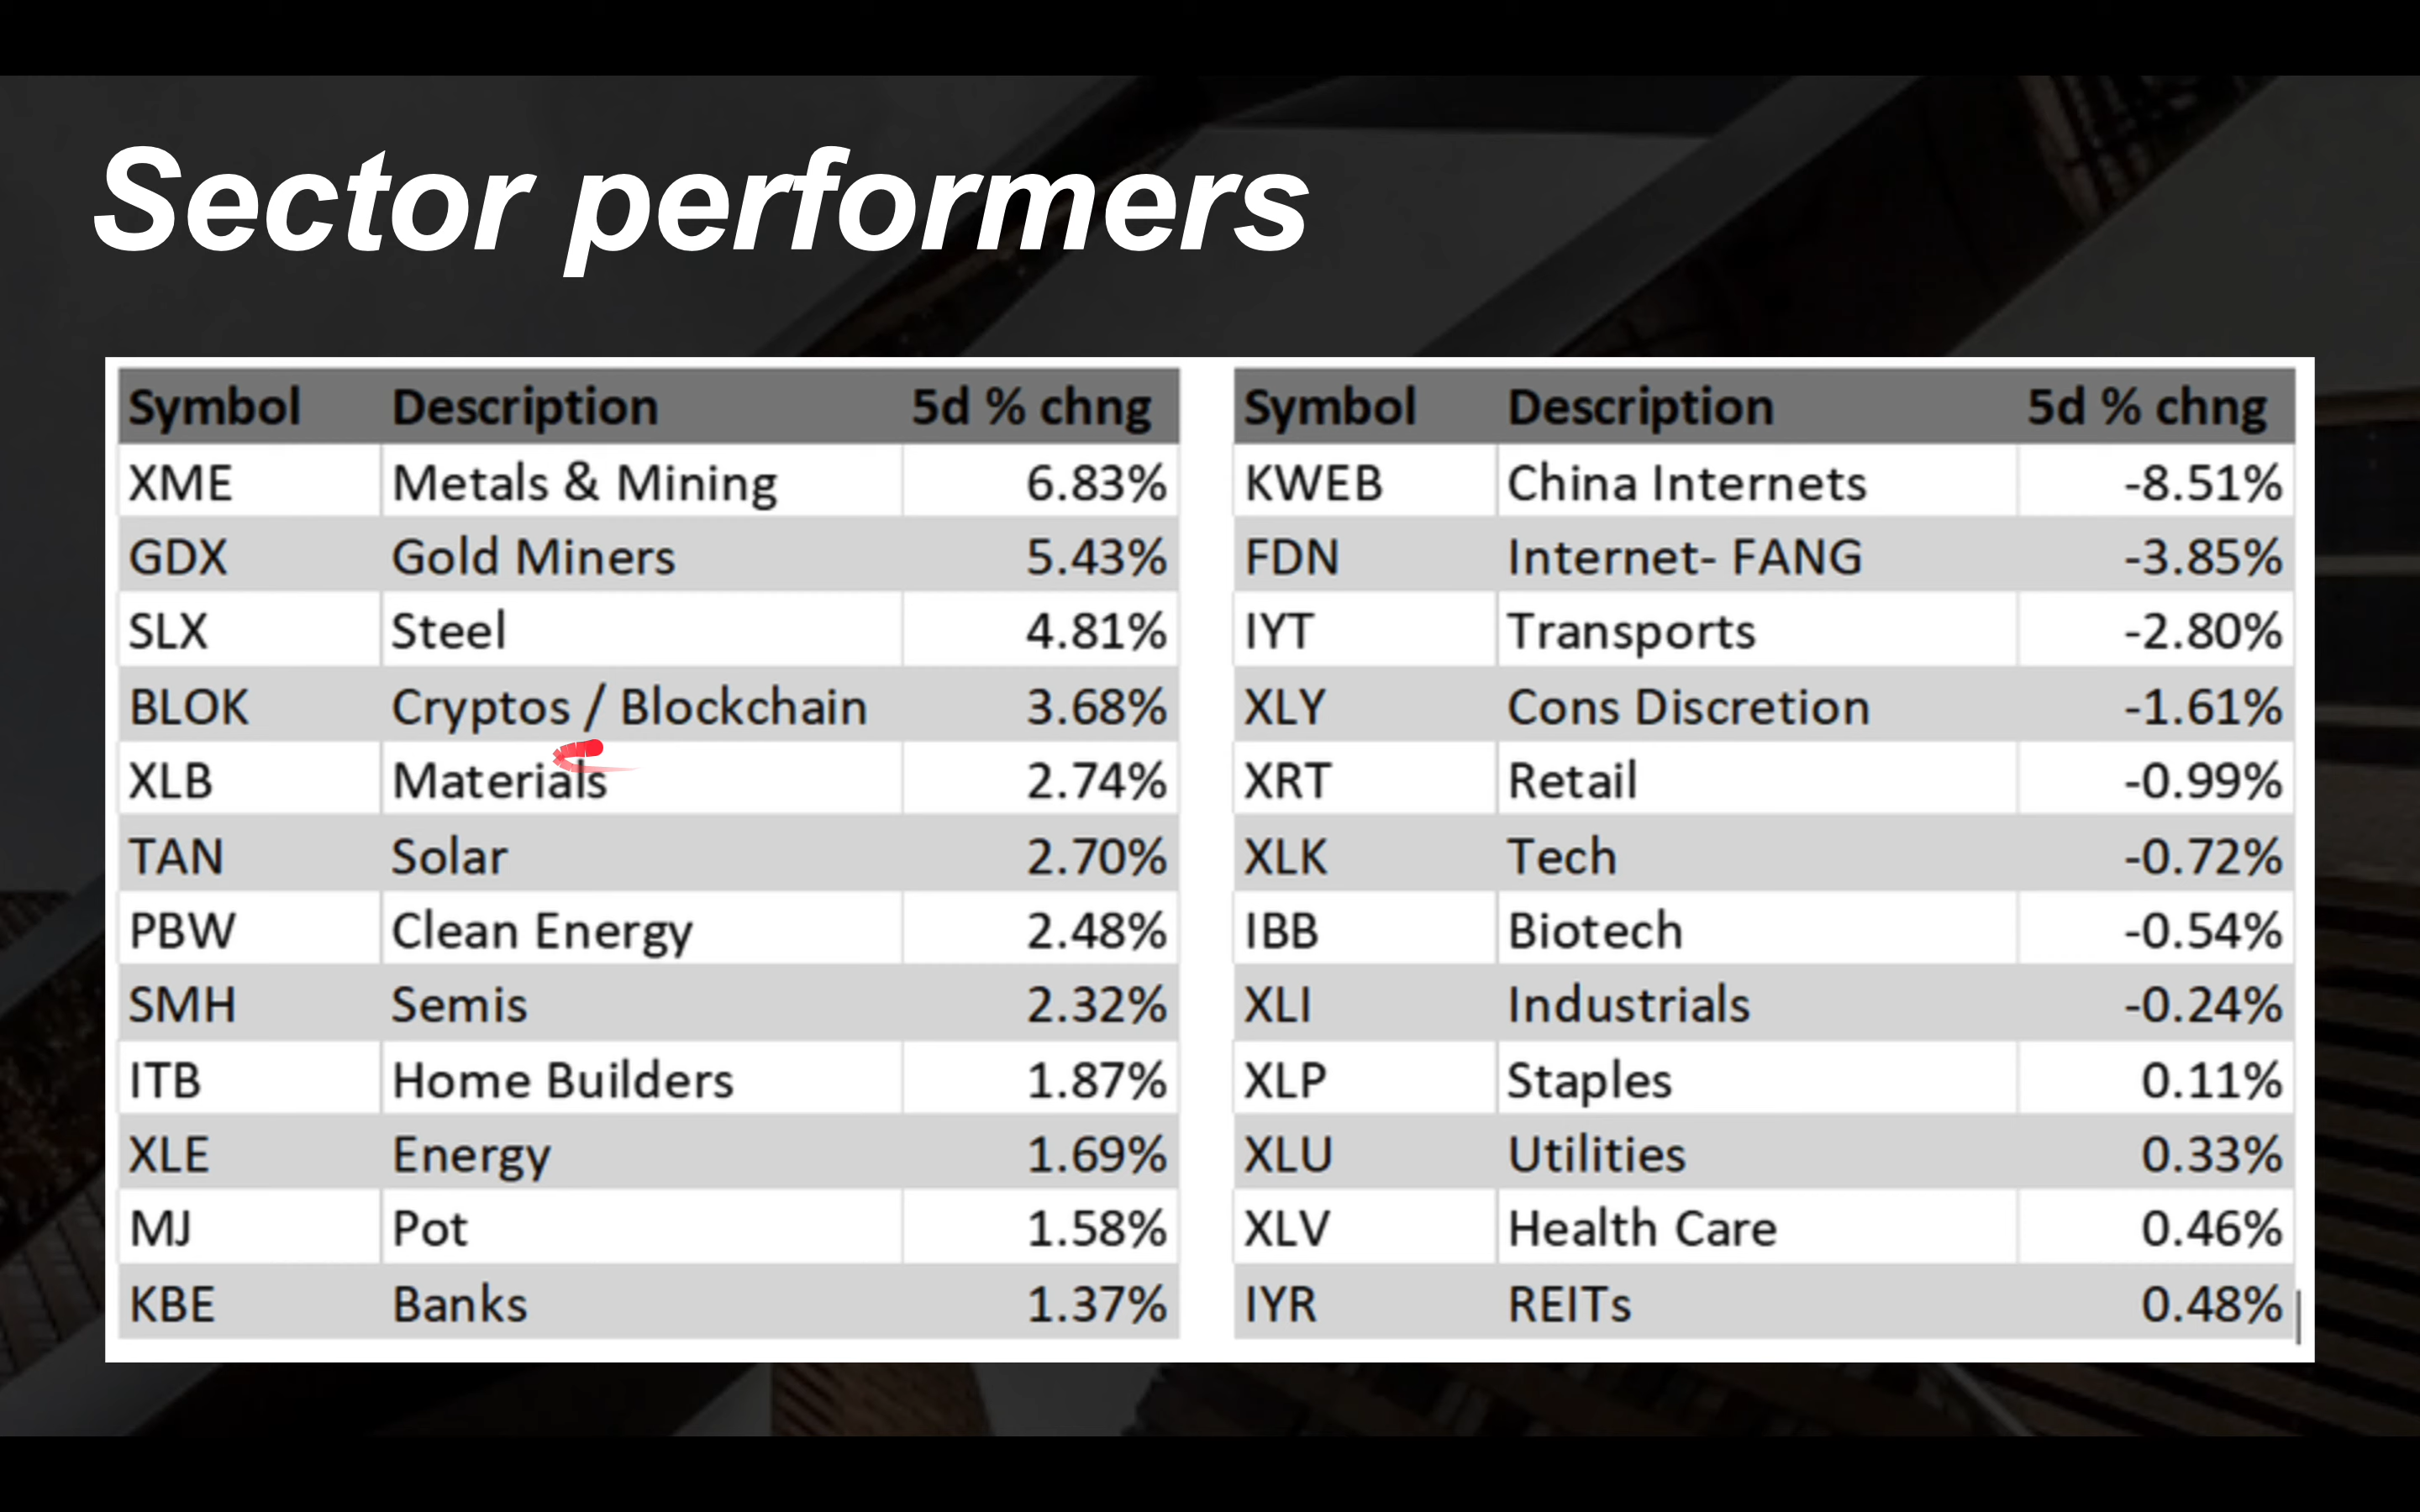 Sector performers
Symbol Description 5d % chng
XME Metals & Mining 6.83%
GDX Gold Miners 5.43%
SLX Steel 4.81%
BLOK Cryptos / Blockchain 3.68%
XLB Materials 2.74%
TAN Solar 2.70%
PBW Clean Energy 2.48%
SMH Semis 2.32%
ITB Home Builders 1.87%
XLE Energy 1.69%
MJ Pot 1.58%
KBE Banks 1.37%
Symbol Description 5d % chng
KWEB China Internets -8.51%
FDN Internet- FANG -3.85%
IYT Transports -2.80%
XLY Cons Discretion -1.61%
XRT Retail -0.99%
XLK Tech -0.72%
IBB Biotech -0.54%
XLI Industrials -0.24%
XLP Staples 0.11%
XLU Utilities 0.33%
XLV Health Care 0.46%
IYR REITs 0.48%